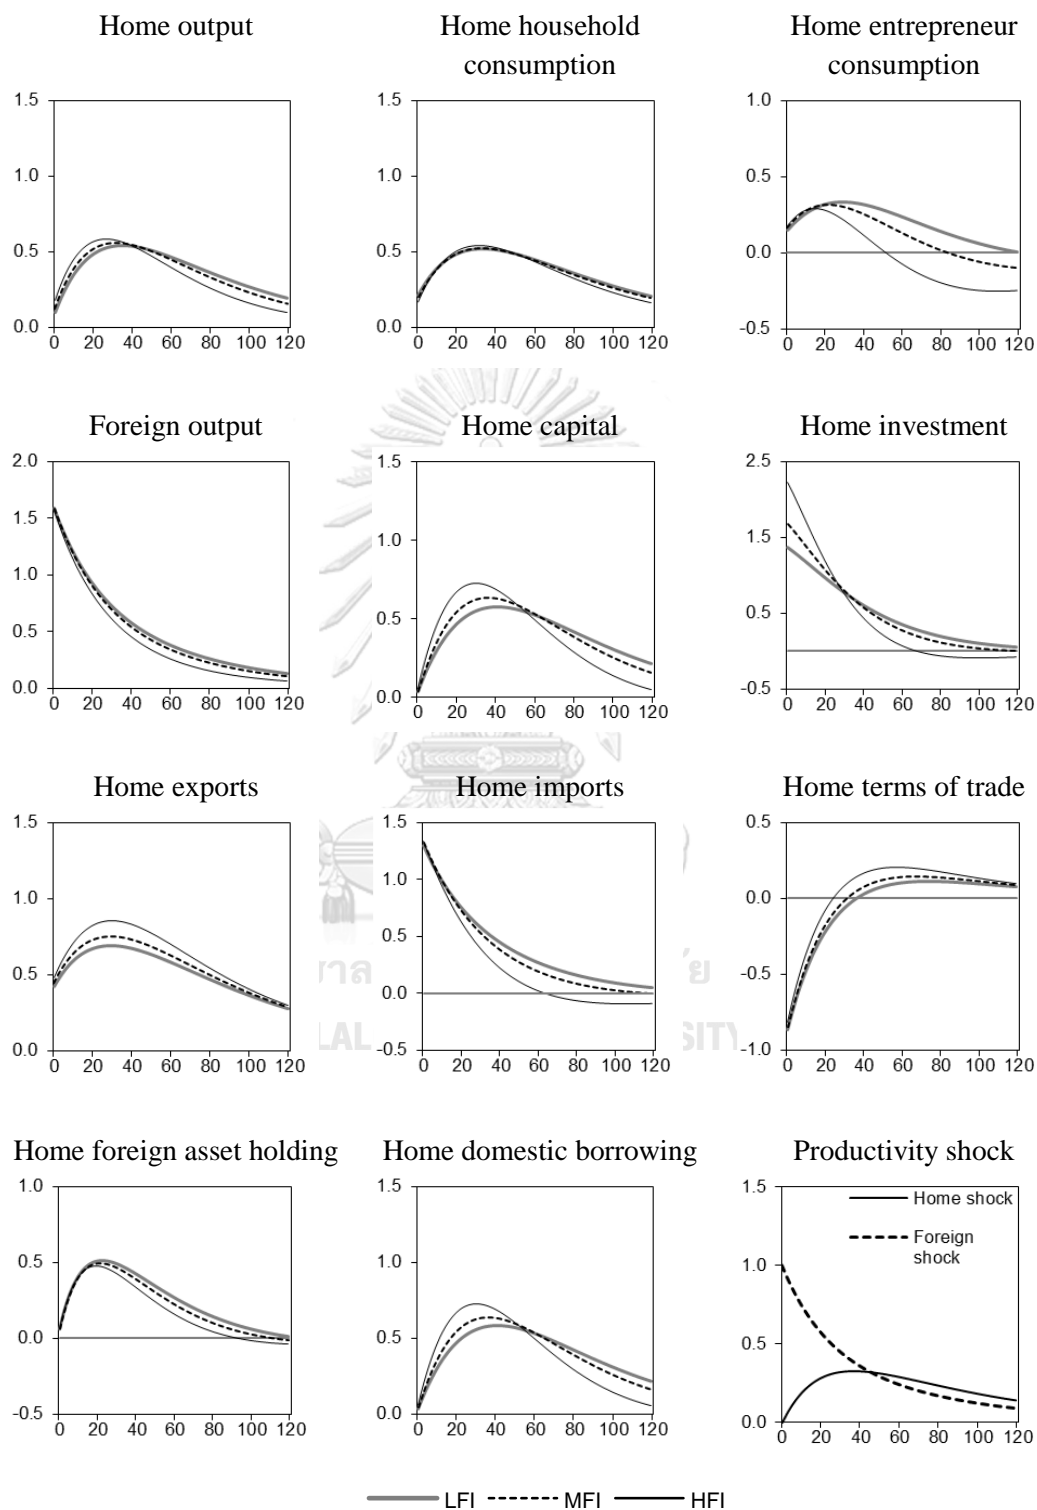 Home output
Home household
consumption
Home entrepreneur
consumption
1.5
1.0
0.5
0.0
0 20 40 60 80 100 120
1.5
1.0
0.5
0.0
0 20 40 60 80 100 120
1.0
0.5
0.0
-0.5
0 20 40 60 80 100 120
Foreign output
Home capital
Home investment
2.0
1.5
1.0
0.5
0.0
0 20 40 60 80 100 120
1.5
1.0
0.5
0.0
0 20 40 60 80 100 120
2.5
1.5
0.5
-0.5
0 20 40 60 80 100 120
Home exports
Home imports
Home terms of trade
1.5
1.0
0.5
0.0
0 20 40 60 80 100 120
1.5
1.0
0.5
0.0
-0.5
0 20 40 60 80 100 120
0.5
0.0
-0.5
-1.0
0 20 40 60 80 100 120
Home foreign asset holding
Home domestic borrowing
Productivity shock
1.0
0.5
0.0
-0.5
0 20 40 60 80 100 120
1.5
1.0
0.5
0.0
0 20 40 60 80 100 120
1.5
1.0
0.5
0.0
0 20 40 60 80 100 120
Home shock
Foreign
shock
LFI MFI HFI